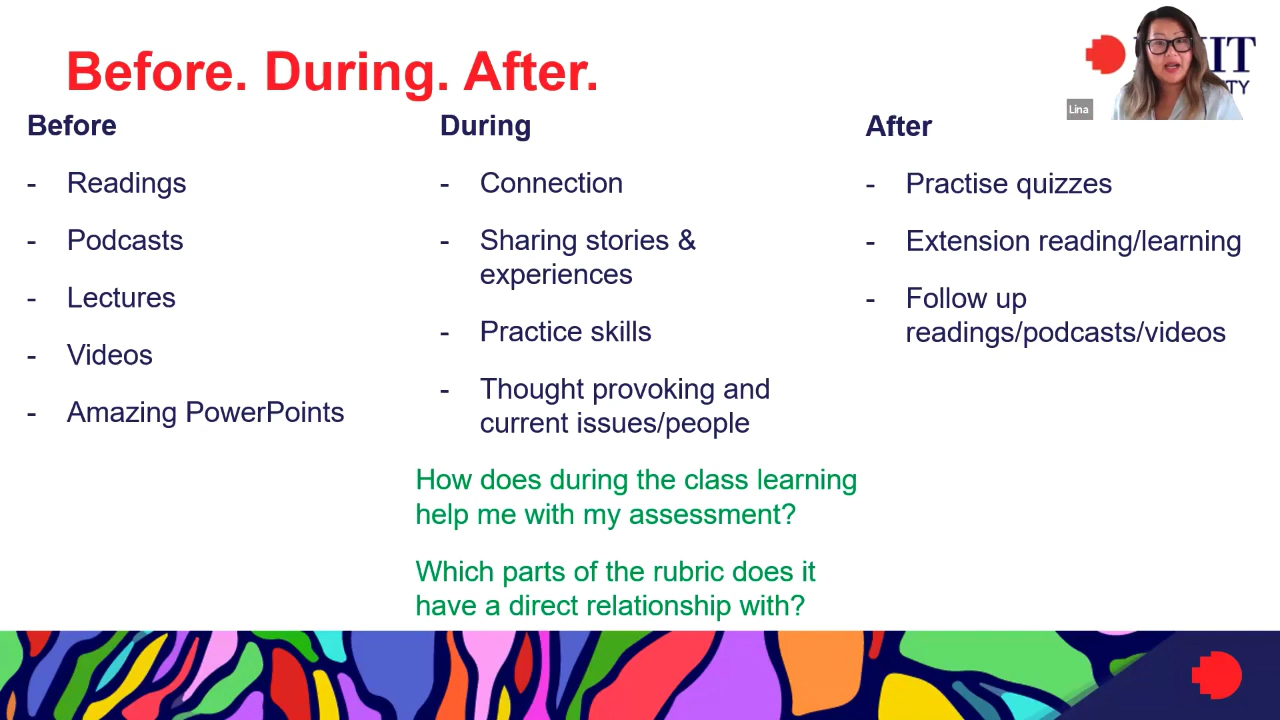 Before. During. After.
Lina
Before
- Readings
- Podcasts
- Lectures
- Videos
- Amazing PowerPoints
During
- Connection
- Sharing stories &
experiences
- Practice skills
- Thought provoking and
current issues/people
How does during the class learning
help me with my assessment?
Which parts of the rubric does it
have a direct relationship with?
After
- Practise quizzes
- Extension reading/learning
- Follow up
readings/podcasts/videos